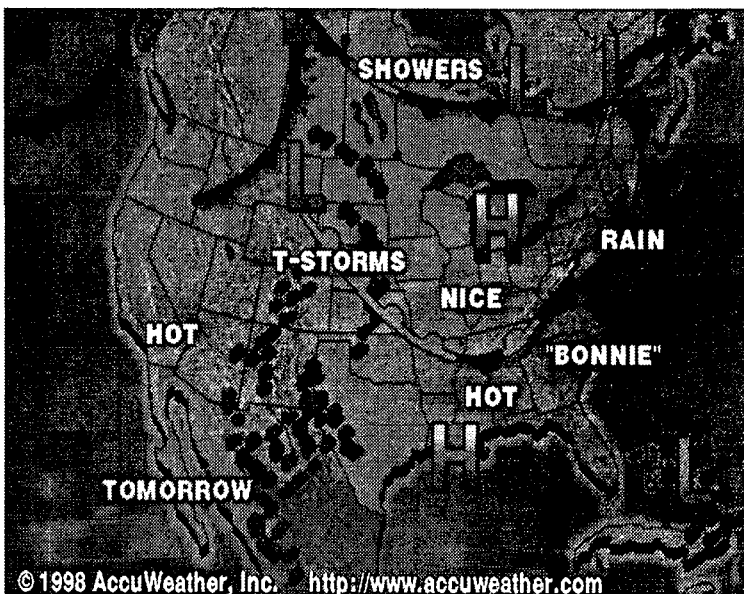 SHOWERS
L
L
L
H
RAIN
T-STORMS
NICE
HOT
"BONNIE"
HOT
H
L
TOMORROW
© 1998 AccuWeather, Inc. http://www.accuweather.com